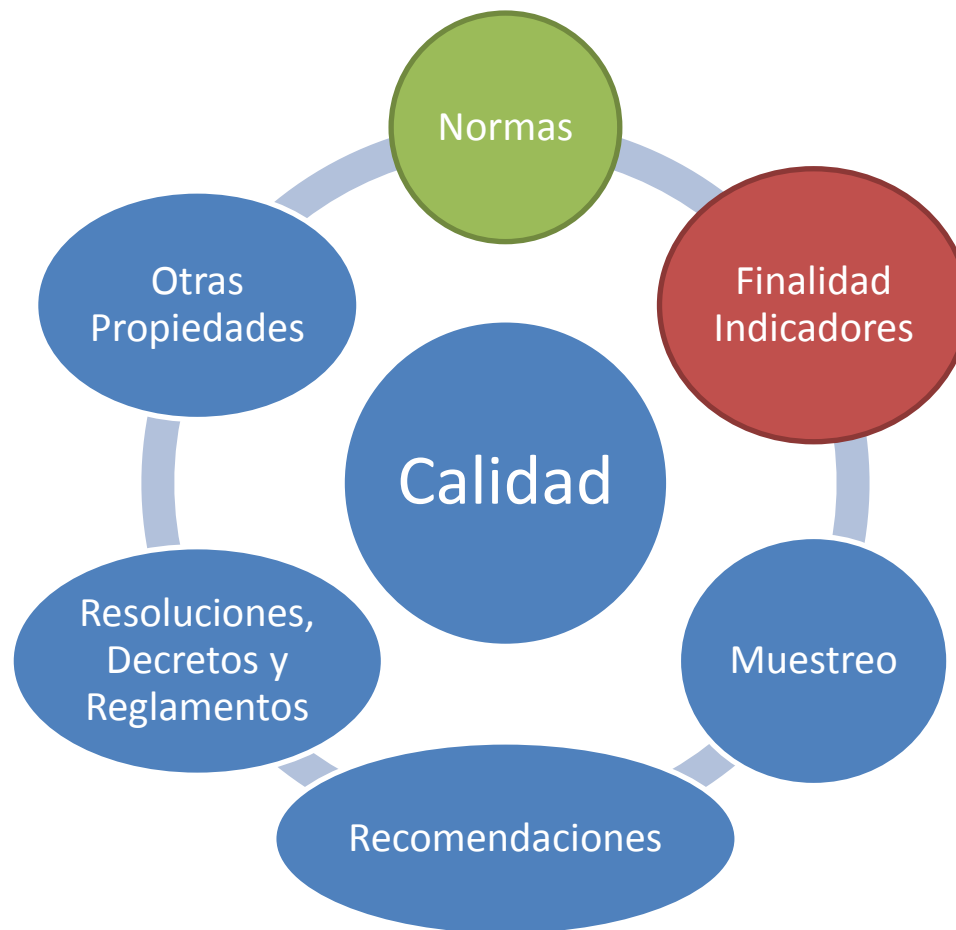 Normas
Finalidad
Indicadores
Muestreo
Recomendaciones
Resoluciones,
Decretos y
Reglamentos
Otras
Propiedades
Calidad